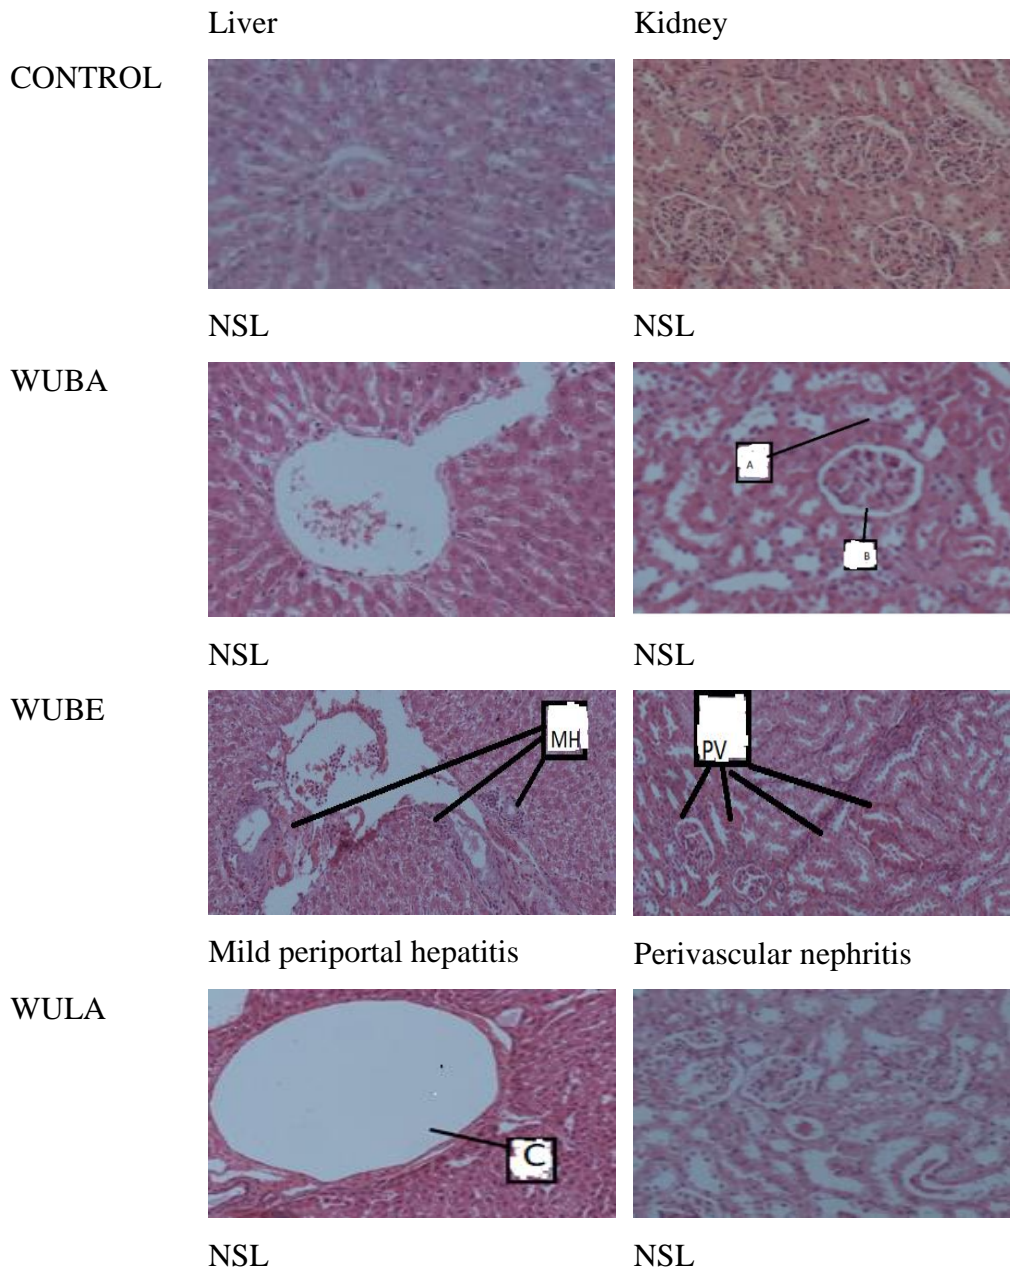 Liver Kidney
CONTROL
NSL NSL
WUBA
A
B
NSL NSL
WUBE
MH PV
Mild periportal hepatitis Perivascular nephritis
WULA
C
NSL NSL